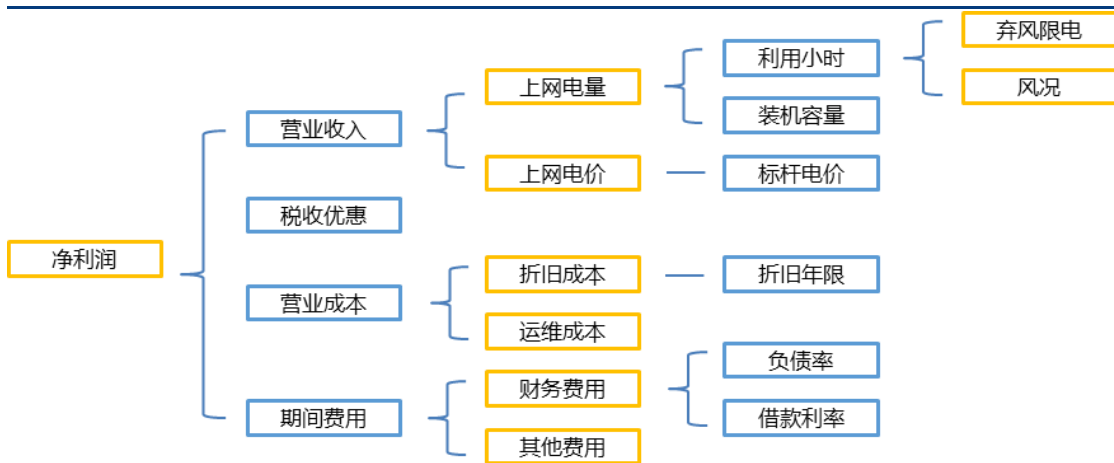 弃风限电
利用小时
上网电量
风况
营业收入
装机容量
上网电价
标杆电价
税收优惠
净利润
折旧成本
折旧年限
营业成本
运维成本
负债率
财务费用
期间费用
借款利率
其他费用